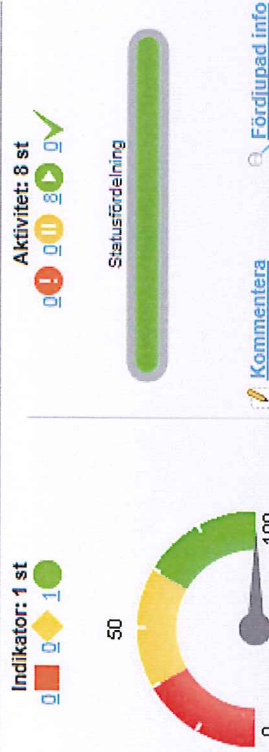 Indikator: 1 st
0 0 1
50
0 100
Aktivitet: 8 st
0 0 8 0
Statusfördelning
Kommentera
Fördjupad info